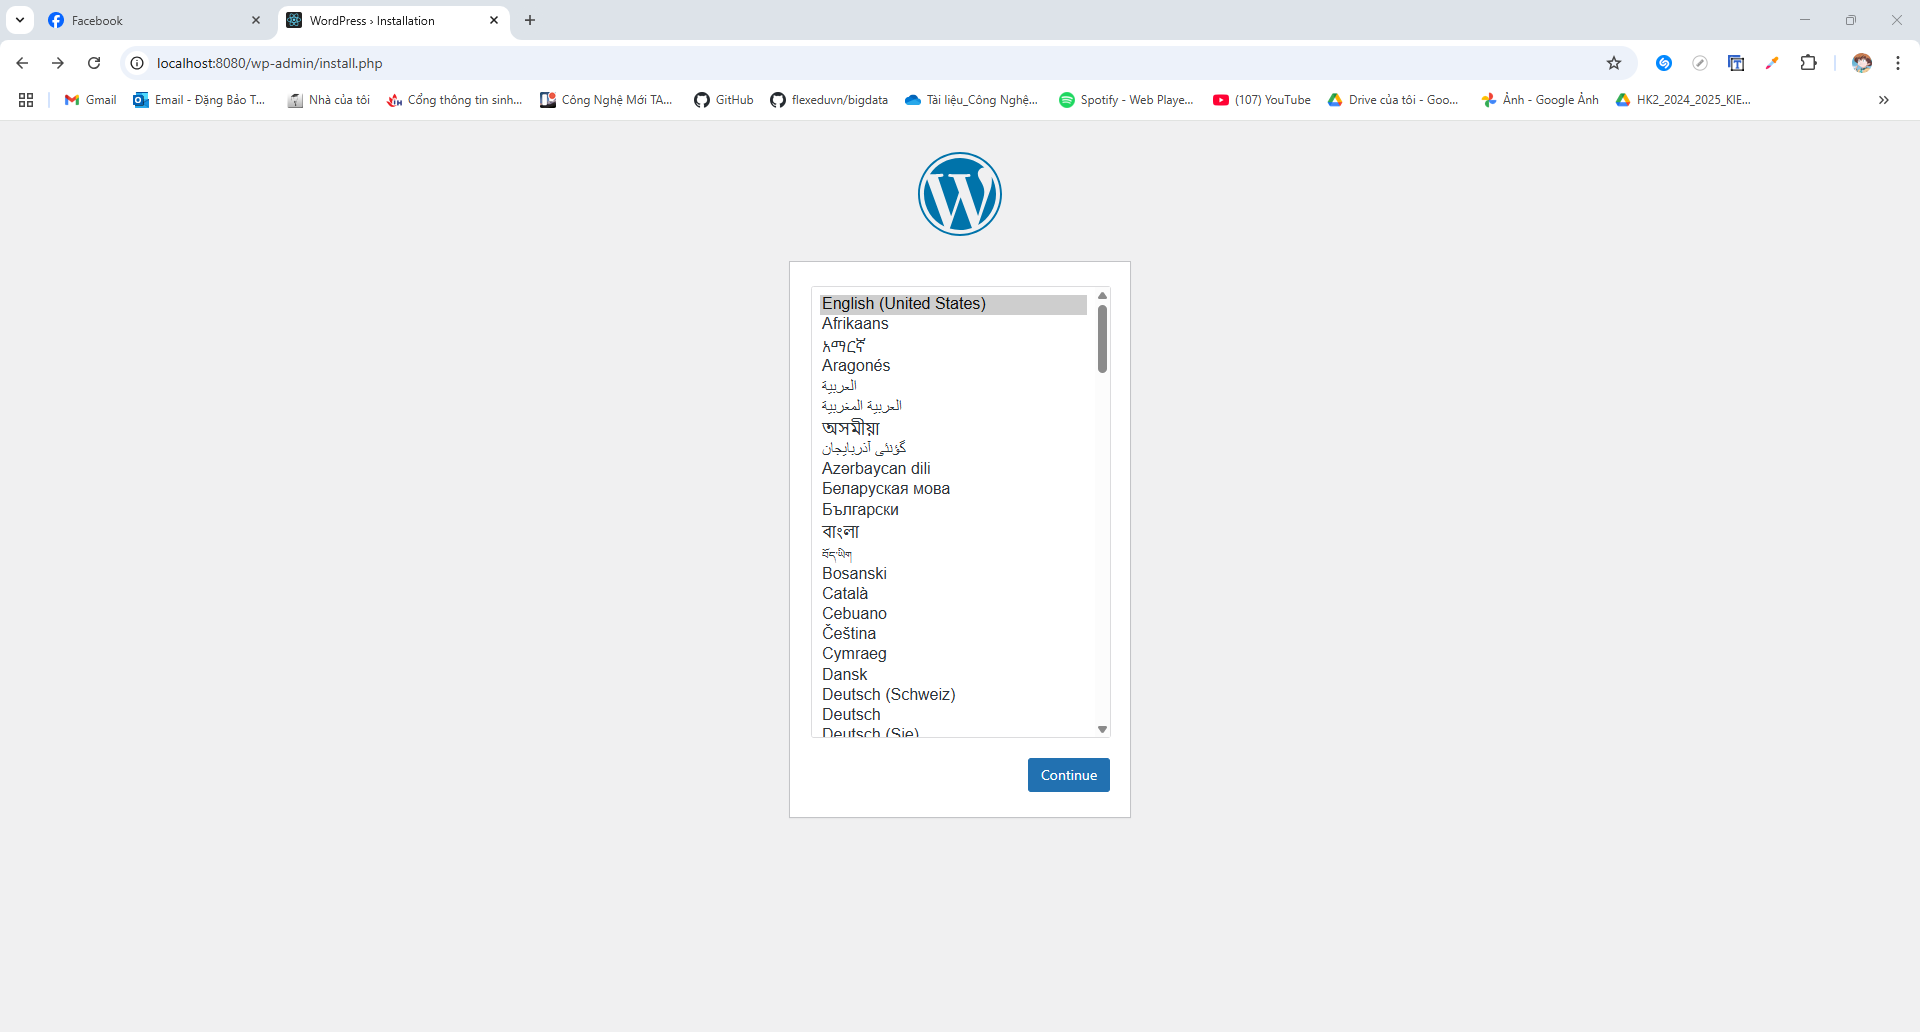 Facebook
WordPress › Installation
localhost:8080/wp-admin/install.php
Gmail
Email - Đặng Bảo T...
Nhà của tôi
Cổng thông tin sinh...
Công Nghệ Mới TA...
GitHub
flexeduvn/bigdata
Tài liệu_Công Nghệ...
Spotify - Web Playe...
(107) YouTube
Drive của tôi - Goo...
Ảnh - Google Ảnh
HK2_2024_2025_KIE...
English (United States)
Afrikaans
አማርኛ
Aragonés
العربية
العربية المغربية
অসমীয়া
گؤنئی آذربایجان
Azərbaycan dili
Беларуская мова
Български
বাংলা
བོད་ཡིག
Bosanski
Català
Cebuano
Čeština
Cymraeg
Dansk
Deutsch (Schweiz)
Deutsch
Deutsch (Sie)
Continue